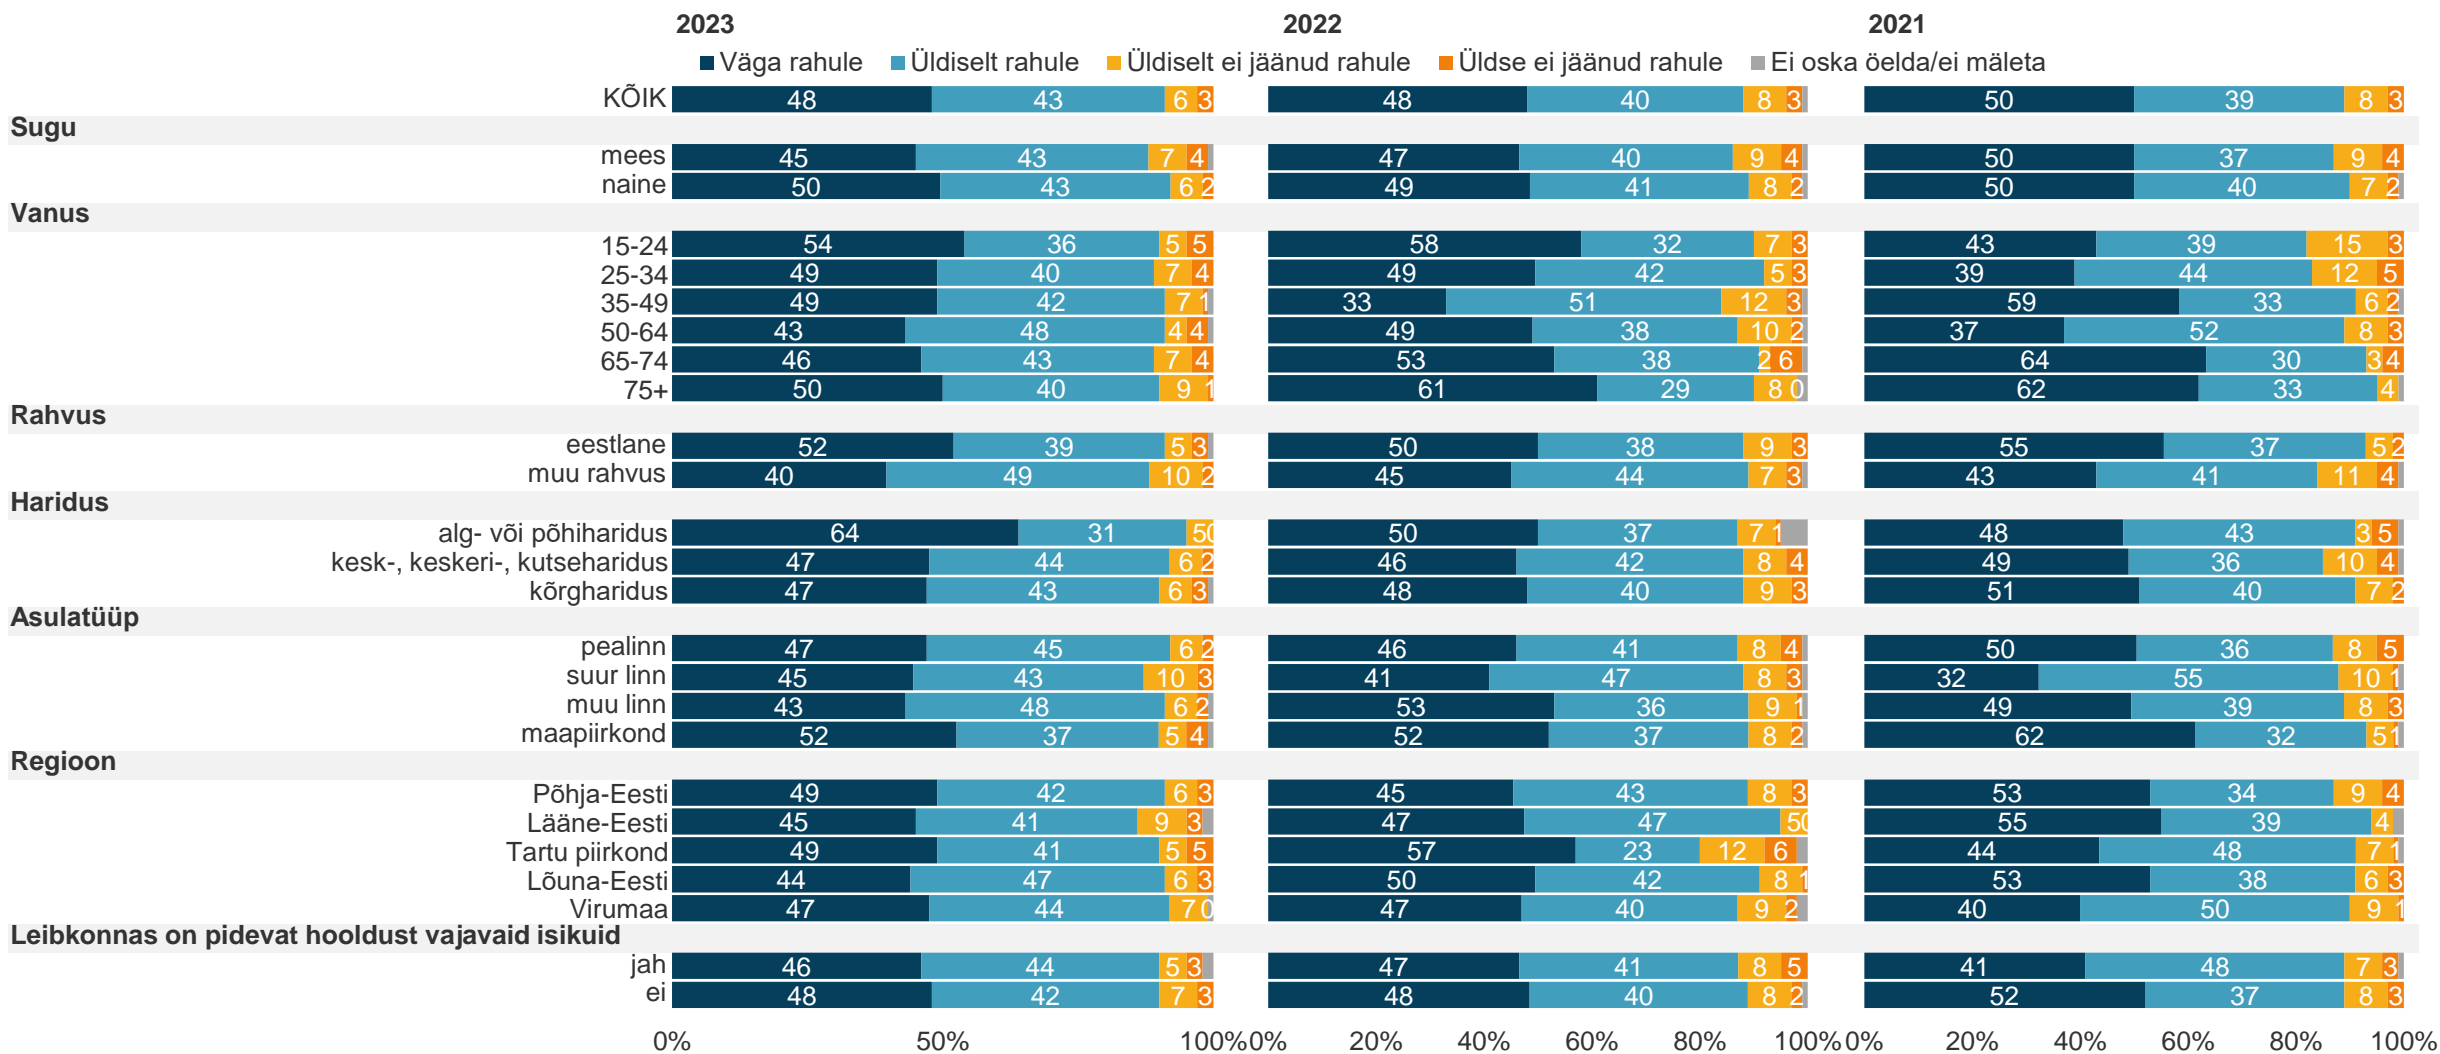 2023 2022 2021
Väga rahule Üldiselt rahule Üldiselt ei jäänud rahule Üldse ei jäänud rahule Ei oska öelda/ei mäleta
KÕIK 48 43 6 3 48 40 8 3 50 39 8 3
Sugu
mees 45 43 7 4 47 40 9 4 50 37 9 4
naine 50 43 6 2 49 41 8 2 50 40 7 2
Vanus
15-24 54 36 5 5 58 32 7 3 43 39 15 3
25-34 49 40 7 4 49 42 5 3 39 44 12 5
35-49 49 42 7 1 33 51 12 3 59 33 6 2
50-64 43 48 4 4 49 38 10 2 37 52 8 3
65-74 46 43 7 4 53 38 2 6 64 30 3 4
75+ 50 40 9 1 61 29 8 0 62 33 4
Rahvus
eestlane 52 39 5 3 50 38 9 3 55 37 5 2
muu rahvus 40 49 10 2 45 44 7 3 43 41 11 4
Haridus
alg- või põhiharidus 64 31 5 0 50 37 7 1 48 43 3 5
kesk-, keskeri-, kutseharidus 47 44 6 2 46 42 8 4 49 36 10 4
kõrgharidus 47 43 6 3 48 40 9 3 51 40 7 2
Asulatüüp
pealinn 47 45 6 2 46 41 8 4 50 36 8 5
suur linn 45 43 10 3 41 47 8 3 32 55 10 1
muu linn 43 48 6 2 53 36 9 1 49 39 8 3
maapiirkond 52 37 5 4 52 37 8 2 62 32 5 1
Regioon
Põhja-Eesti 49 42 6 3 45 43 8 3 53 34 9 4
Lääne-Eesti 45 41 9 3 47 47 5 0 55 39 4
Tartu piirkond 49 41 5 5 57 23 12 6 44 48 7 1
Lõuna-Eesti 44 47 6 3 50 42 8 1 53 38 6 3
Virumaa 47 44 7 0 47 40 9 2 40 50 9 1
Leibkonnas on pidevat hooldust vajavaid isikuid
jah 46 44 5 3 47 41 8 5 41 48 7 3
ei 48 42 7 3 48 40 8 2 52 37 8 3
0% 50% 100% 0% 20% 40% 60% 80% 100% 0% 20% 40% 60% 80% 100%